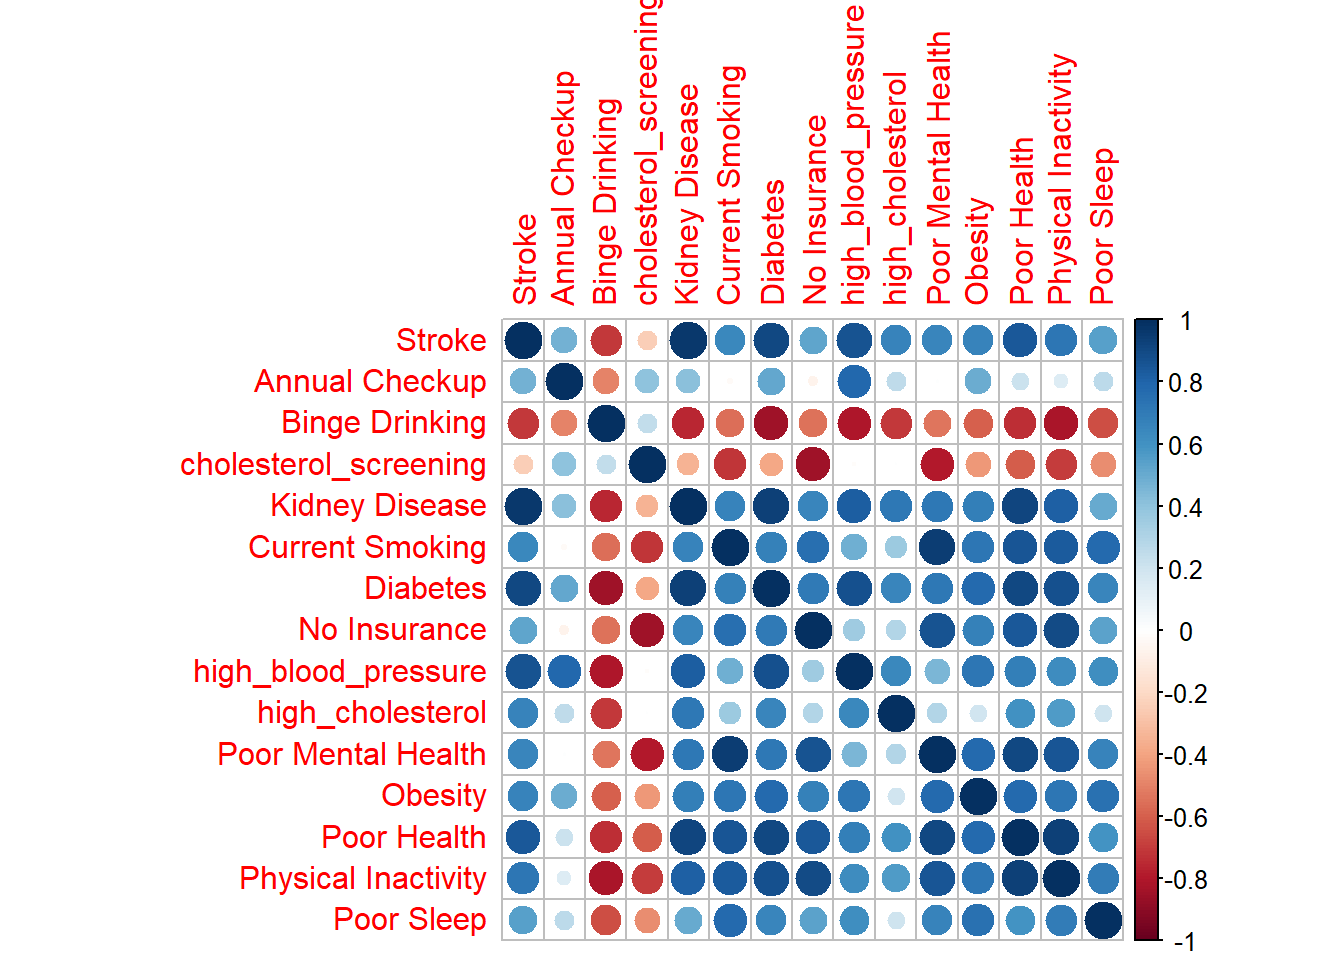 Stroke
Annual Checkup
Binge Drinking
cholesterol_screening
Kidney Disease
Current Smoking
Diabetes
No Insurance
high_blood_pressure
high_cholesterol
Poor Mental Health
Obesity
Poor Health
Physical Inactivity
Poor Sleep
Stroke
Annual Checkup
Binge Drinking
cholesterol_screening
Kidney Disease
Current Smoking
Diabetes
No Insurance
high_blood_pressure
high_cholesterol
Poor Mental Health
Obesity
Poor Health
Physical Inactivity
Poor Sleep
1
0.8
0.6
0.4
0.2
0
-0.2
-0.4
-0.6
-0.8
-1